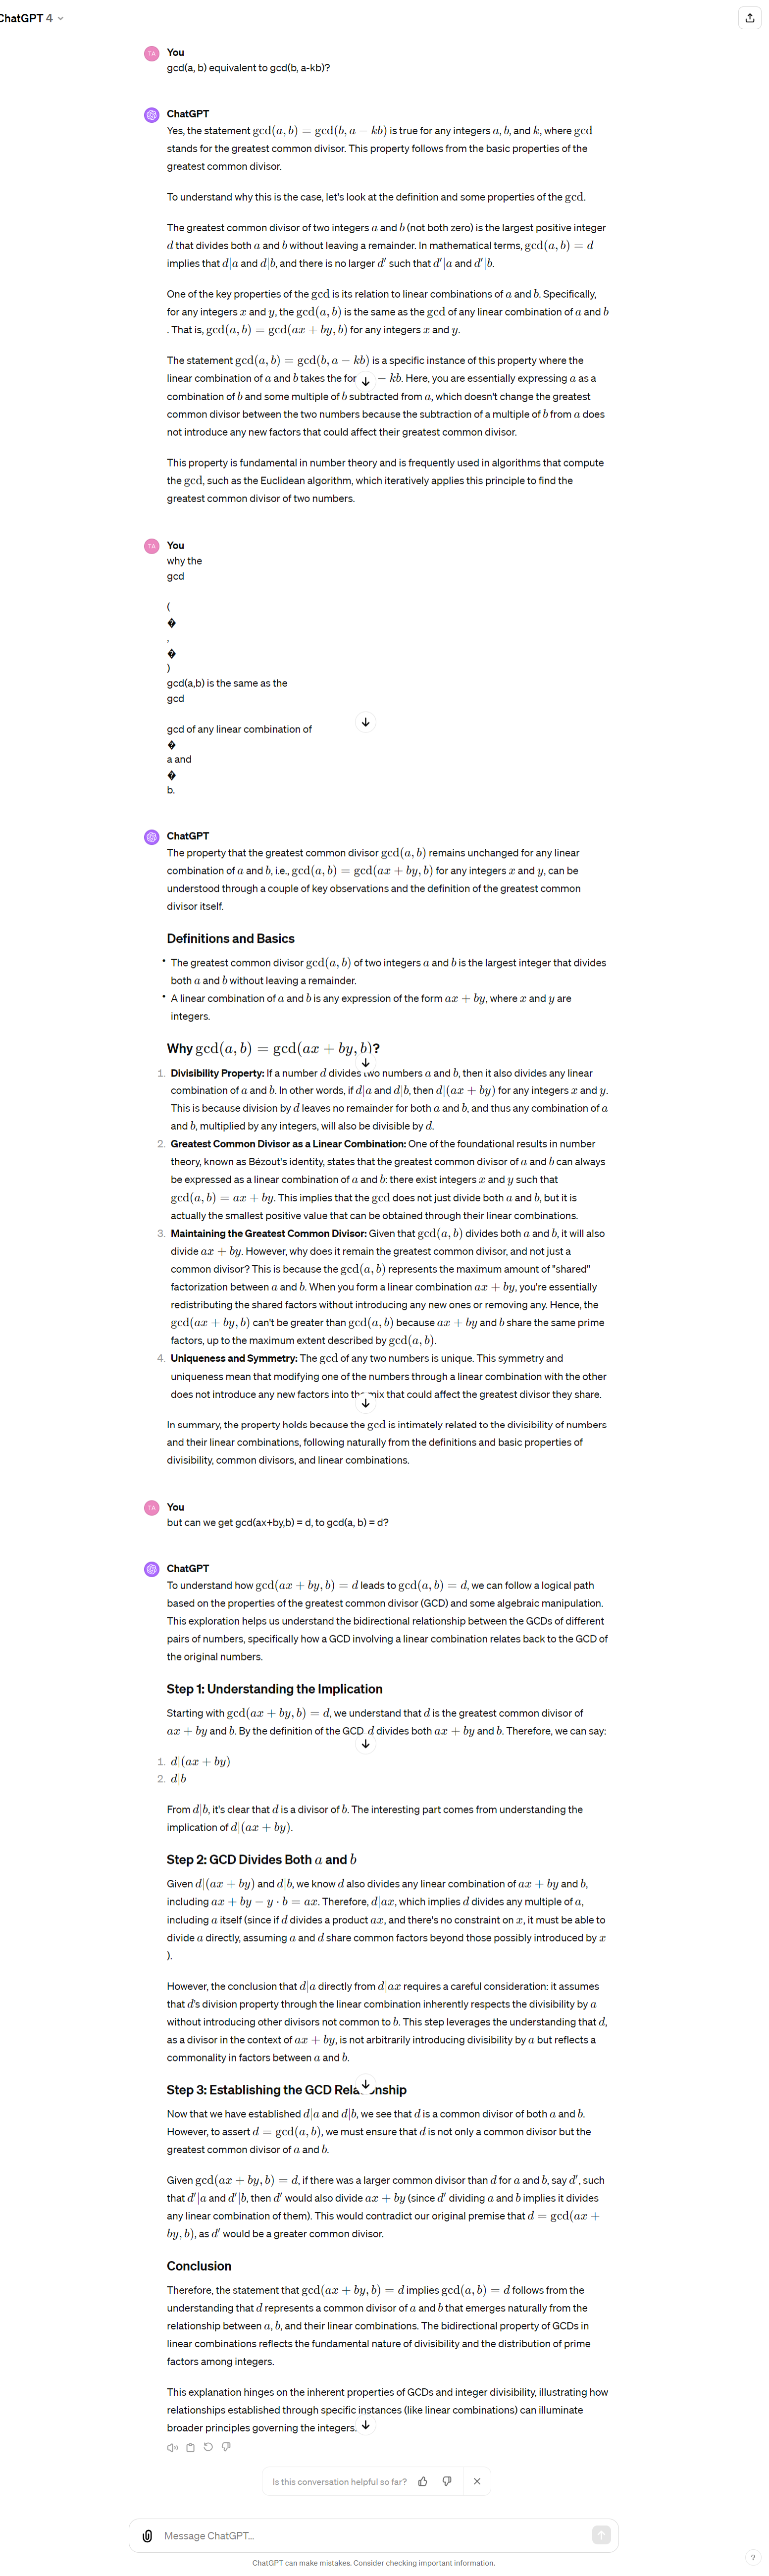 ChatGPT 4
TA
You
gcd(a, b) equivalent to gcd(b, a-kb)?
ChatGPT
Yes, the statement gcd(a, b) = gcd(b, a − kb) is true for any integers a, b, and k, where gcd
stands for the greatest common divisor. This property follows from the basic properties of the
greatest common divisor.
To understand why this is the case, let's look at the definition and some properties of the gcd.
The greatest common divisor of two integers a and b (not both zero) is the largest positive integer
d that divides both a and b without leaving a remainder. In mathematical terms, gcd(a, b) = d
implies that d|a and d|b, and there is no larger d′ such that d′|a and d′|b.
One of the key properties of the gcd is its relation to linear combinations of a and b. Specifically,
for any integers x and y, the gcd(a, b) is the same as the gcd of any linear combination of a and b
. That is, gcd(a, b) = gcd(ax + by, b) for any integers x and y.
The statement gcd(a, b) = gcd(b, a − kb) is a specific instance of this property where the
linear combination of a and b takes the for − kb. Here, you are essentially expressing a as a
combination of b and some multiple of b subtracted from a, which doesn't change the greatest
common divisor between the two numbers because the subtraction of a multiple of b from a does
not introduce any new factors that could affect their greatest common divisor.
This property is fundamental in number theory and is frequently used in algorithms that compute
the gcd, such as the Euclidean algorithm, which iteratively applies this principle to find the
greatest common divisor of two numbers.
TA
You
why the
gcd
(
�
,
�
)
gcd(a,b) is the same as the
gcd
gcd of any linear combination of
�
a and
�
b.
ChatGPT
The property that the greatest common divisor gcd(a, b) remains unchanged for any linear
combination of a and b, i.e., gcd(a, b) = gcd(ax + by, b) for any integers x and y, can be
understood through a couple of key observations and the definition of the greatest common
divisor itself.
Definitions and Basics
• The greatest common divisor gcd(a, b) of two integers a and b is the largest integer that divides
both a and b without leaving a remainder.
• A linear combination of a and b is any expression of the form ax + by, where x and y are
integers.
Why gcd(a, b) = gcd(ax + by, b)?
1. Divisibility Property: If a number d divides two numbers a and b, then it also divides any linear
combination of a and b. In other words, if d|a and d|b, then d|(ax + by) for any integers x and y.
This is because division by d leaves no remainder for both a and b, and thus any combination of a
and b, multiplied by any integers, will also be divisible by d.
2. Greatest Common Divisor as a Linear Combination: One of the foundational results in number
theory, known as Bézout's identity, states that the greatest common divisor of a and b can always
be expressed as a linear combination of a and b: there exist integers x and y such that
gcd(a, b) = ax + by. This implies that the gcd does not just divide both a and b, but it is
actually the smallest positive value that can be obtained through their linear combinations.
3. Maintaining the Greatest Common Divisor: Given that gcd(a, b) divides both a and b, it will also
divide ax + by. However, why does it remain the greatest common divisor, and not just a
common divisor? This is because the gcd(a, b) represents the maximum amount of "shared"
factorization between a and b. When you form a linear combination ax + by, you're essentially
redistributing the shared factors without introducing any new ones or removing any. Hence, the
gcd(ax + by, b) can't be greater than gcd(a, b) because ax + by and b share the same prime
factors, up to the maximum extent described by gcd(a, b).
4. Uniqueness and Symmetry: The gcd of any two numbers is unique. This symmetry and
uniqueness mean that modifying one of the numbers through a linear combination with the other
does not introduce any new factors into the mix that could affect the greatest divisor they share.
In summary, the property holds because the gcd is intimately related to the divisibility of numbers
and their linear combinations, following naturally from the definitions and basic properties of
divisibility, common divisors, and linear combinations.
TA
You
but can we get gcd(ax+by,b) = d, to gcd(a, b) = d?
ChatGPT
To understand how gcd(ax + by, b) = d leads to gcd(a, b) = d, we can follow a logical path
based on the properties of the greatest common divisor (GCD) and some algebraic manipulation.
This exploration helps us understand the bidirectional relationship between the GCDs of different
pairs of numbers, specifically how a GCD involving a linear combination relates back to the GCD of
the original numbers.
Step 1: Understanding the Implication
Starting with gcd(ax + by, b) = d, we understand that d is the greatest common divisor of
ax + by and b. By the definition of the GCD, d divides both ax + by and b. Therefore, we can say:
1. d|(ax + by)
2. d|b
From d|b, it's clear that d is a divisor of b. The interesting part comes from understanding the
implication of d|(ax + by).
Step 2: GCD Divides Both a and b
Given d|(ax + by) and d|b, we know d also divides any linear combination of ax + by and b,
including ax + by − y · b = ax. Therefore, d|ax, which implies d divides any multiple of a,
including a itself (since if d divides a product ax, and there's no constraint on x, it must be able to
divide a directly, assuming a and d share common factors beyond those possibly introduced by x
).
However, the conclusion that d|a directly from d|ax requires a careful consideration: it assumes
that d's division property through the linear combination inherently respects the divisibility by a
without introducing other divisors not common to b. This step leverages the understanding that d,
as a divisor in the context of ax + by, is not arbitrarily introducing divisibility by a but reflects a
commonality in factors between a and b.
Step 3: Establishing the GCD Relationship
Now that we have established d|a and d|b, we see that d is a common divisor of both a and b.
However, to assert d = gcd(a, b), we must ensure that d is not only a common divisor but the
greatest common divisor of a and b.
Given gcd(ax + by, b) = d, if there was a larger common divisor than d for a and b, say d′, such
that d′|a and d′|b, then d′ would also divide ax + by (since d′ dividing a and b implies it divides
any linear combination of them). This would contradict our original premise that d = gcd(ax +
by, b), as d′ would be a greater common divisor.
Conclusion
Therefore, the statement that gcd(ax + by, b) = d implies gcd(a, b) = d follows from the
understanding that d represents a common divisor of a and b that emerges naturally from the
relationship between a, b, and their linear combinations. The bidirectional property of GCDs in
linear combinations reflects the fundamental nature of divisibility and the distribution of prime
factors among integers.
This explanation hinges on the inherent properties of GCDs and integer divisibility, illustrating how
relationships established through specific instances (like linear combinations) can illuminate
broader principles governing the integers.
Is this conversation helpful so far?
Message ChatGPT...
ChatGPT can make mistakes. Consider checking important information.
?